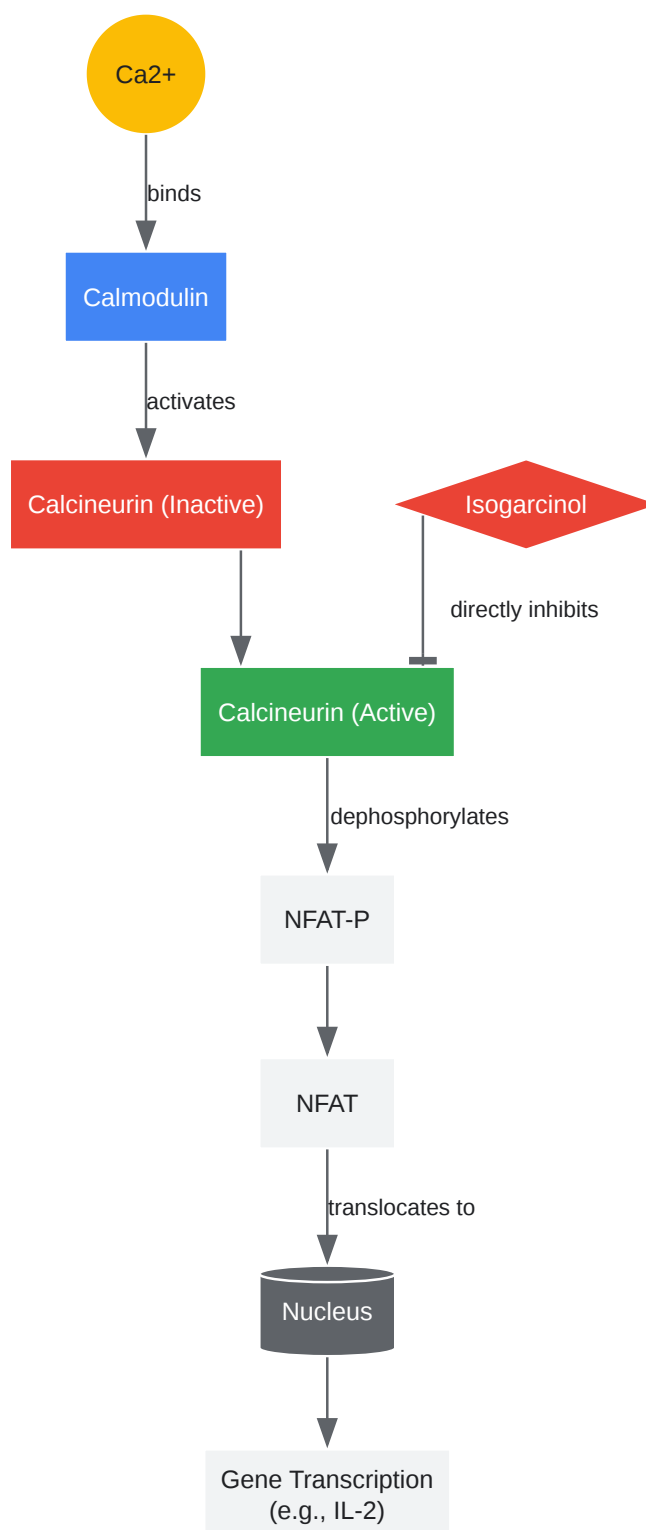 Ca2+
binds
Calmodulin
activates
Calcineurin (Inactive)
Isogarcinol
directly inhibits
Calcineurin (Active)
dephosphorylates
NFAT-P
NFAT
translocates to
Nucleus
Gene Transcription
(e.g., IL-2)